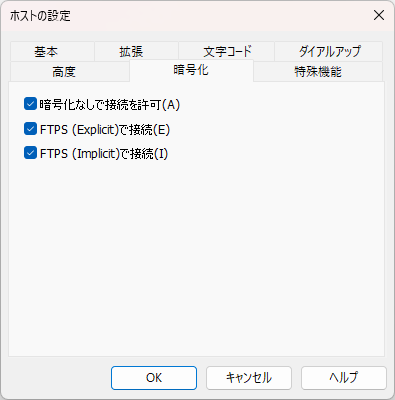 ホストの設定
基本 拡張 文字コード ダイアルアップ
高度 暗号化 特殊機能
暗号化なしで接続を許可(A)
FTPS (Explicit)で接続(E)
FTPS (Implicit)で接続(I)
OK キャンセル ヘルプ